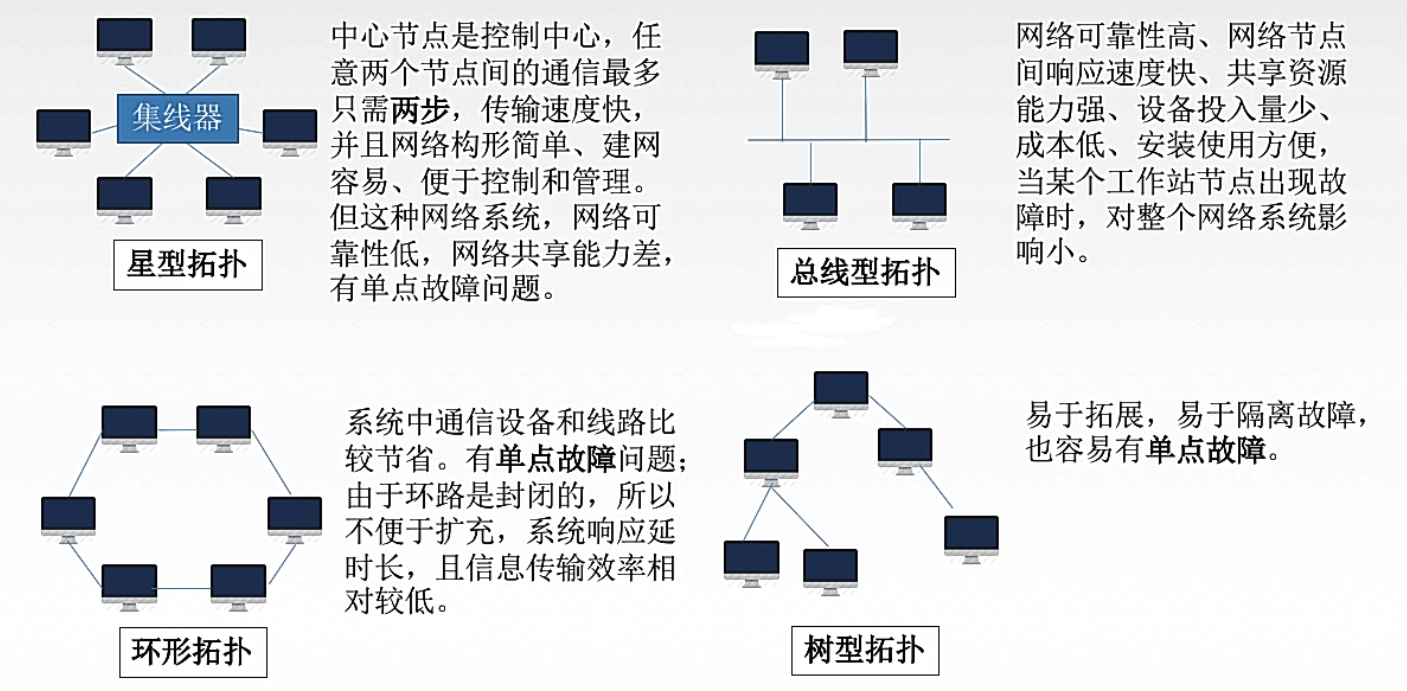 集线器
星型拓扑
中心节点是控制中心，任
意两个节点间的通信最多
只需两步，传输速度快，
并且网络构形简单、建网
容易、便于控制和管理。
但这种网络系统，网络可
靠性低，网络共享能力差，
有单点故障问题。
总线型拓扑
网络可靠性高、网络节点
间响应速度快、共享资源
能力强、设备投入量少、
成本低、安装使用方便，
当某个工作站节点出现故
障时，对整个网络系统影
响小。
环形拓扑
系统中通信设备和线路比
较节省。有单点故障问题；
由于环路是封闭的，所以
不便于扩充，系统响应延
时长，且信息传输效率相
对较低。
树型拓扑
易于拓展，易于隔离故障，
也容易有单点故障。